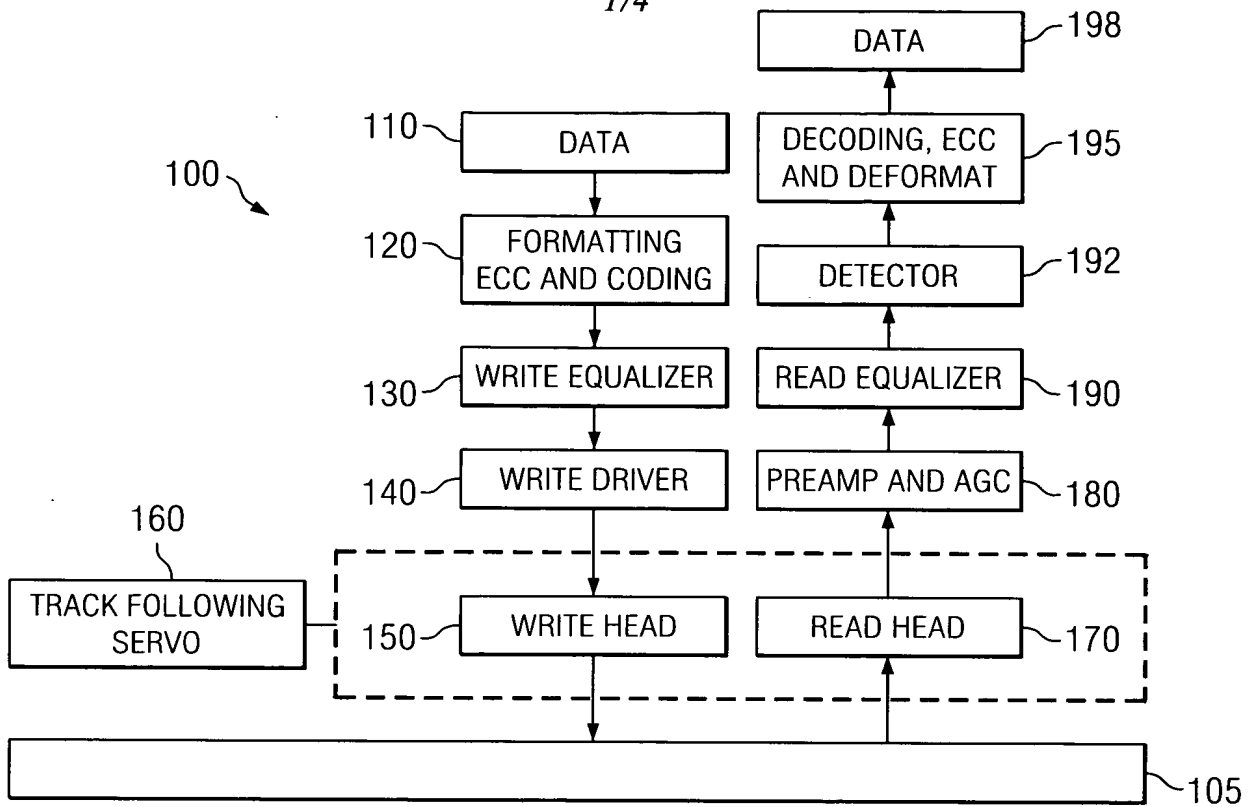 1/4
DATA
198
110
DATA
DECODING, ECC
AND DEFORMAT
195
100
120
FORMATTING
ECC AND CODING
DETECTOR
192
130
WRITE EQUALIZER
READ EQUALIZER
190
140
WRITE DRIVER
PREAMP AND AGC
180
160
TRACK FOLLOWING
SERVO
150
WRITE HEAD
READ HEAD
170
105